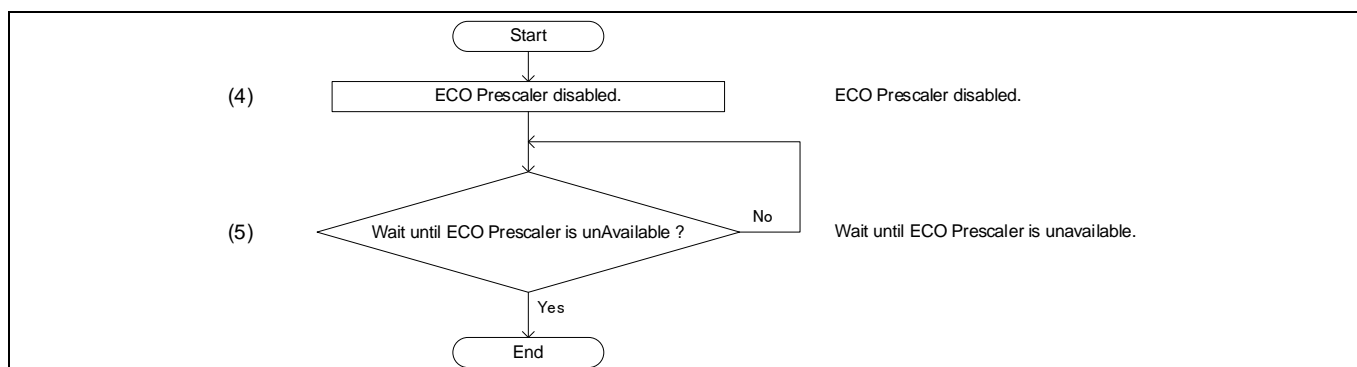 Start
(4) ECO Prescaler disabled. ECO Prescaler disabled.
(5) Wait until ECO Prescaler is unAvailable ? No Wait until ECO Prescaler is unavailable.
Yes
End